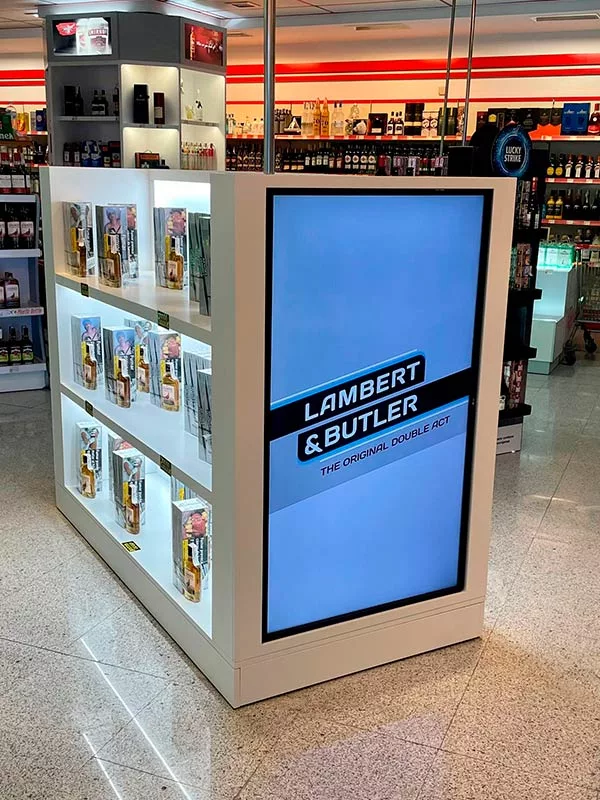 LUCKY
STRIKE
LAMBERT
& BUTLER
THE ORIGINAL DOUBLE ACT